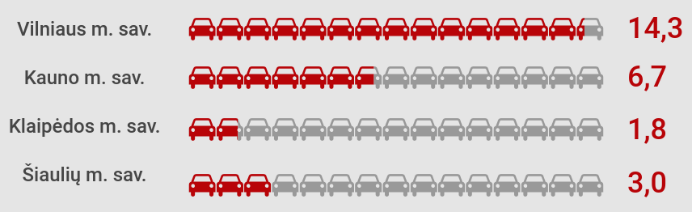 Vilniaus m. sav. 14,3
Kauno m. sav. 6,7
Klaipėdos m. sav. 1,8
Šiaulių m. sav. 3,0